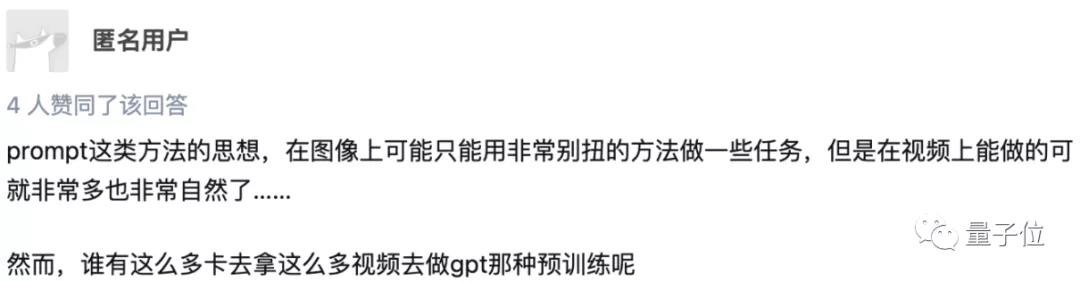 匿名用户
4 人赞同了该回答
prompt这类方法的思想，在图像上可能只能用非常别扭的方法做一些任务，但是在视频上能做的可
就非常多也非常自然了......
量子位
然而，谁有这么多卡去拿这么多视频去做gpt那种预训练呢